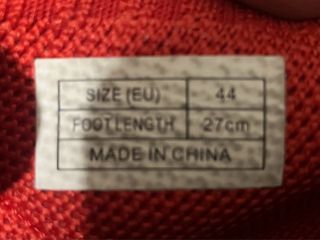 SIZE (EU) 44
FOOTLENGTH 27cm
MADE IN CHINA